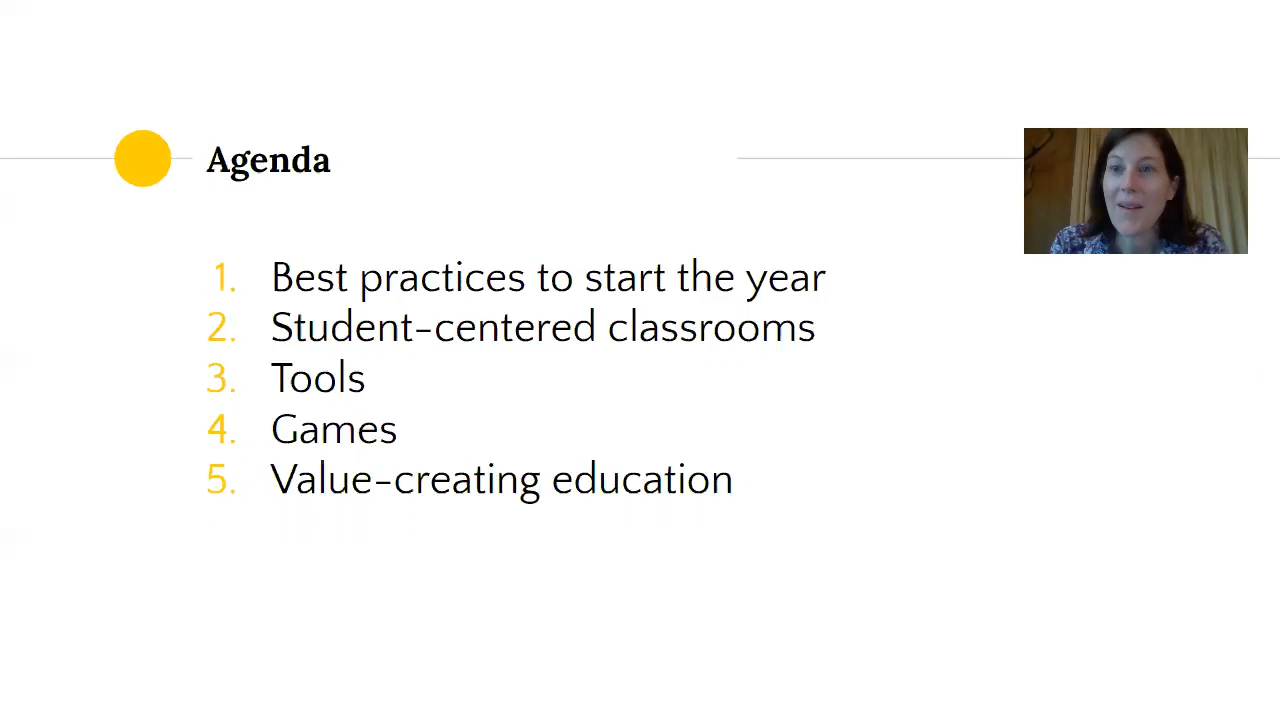 Agenda
1. Best practices to start the year
2. Student-centered classrooms
3. Tools
4. Games
5. Value-creating education